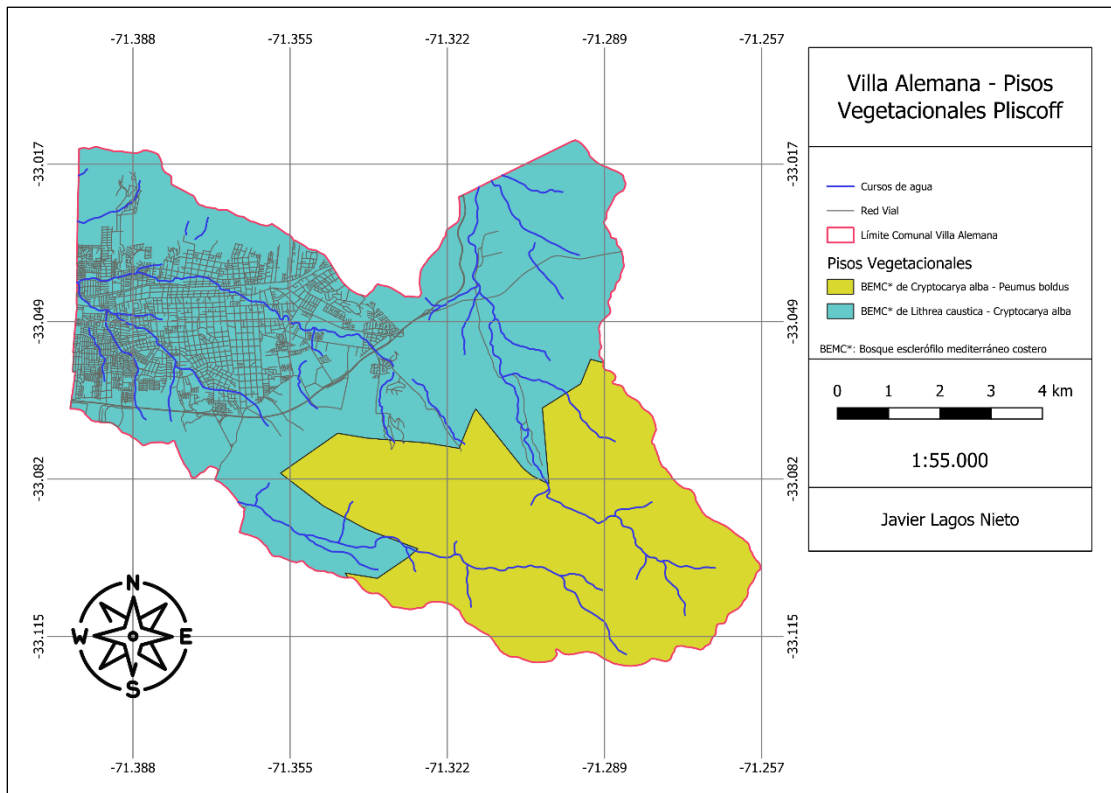 -71.388 -71.355 -71.322 -71.289 -71.257
-33.017 -33.017
-33.049 -33.049
-33.082 -33.082
-33.115 -33.115
-71.388 -71.355 -71.322 -71.289 -71.257
N
W E
S
Villa Alemana - Pisos
Vegetacionales Pliscoff
Cursos de agua
Red Vial
Límite Comunal Villa Alemana
Pisos Vegetacionales
BEMC* de Cryptocarya alba - Peumus boldus
BEMC* de Lithrea caustica - Cryptocarya alba
BEMC*: Bosque esclerófilo mediterráneo costero
0 1 2 3 4 km
1:55.000
Javier Lagos Nieto